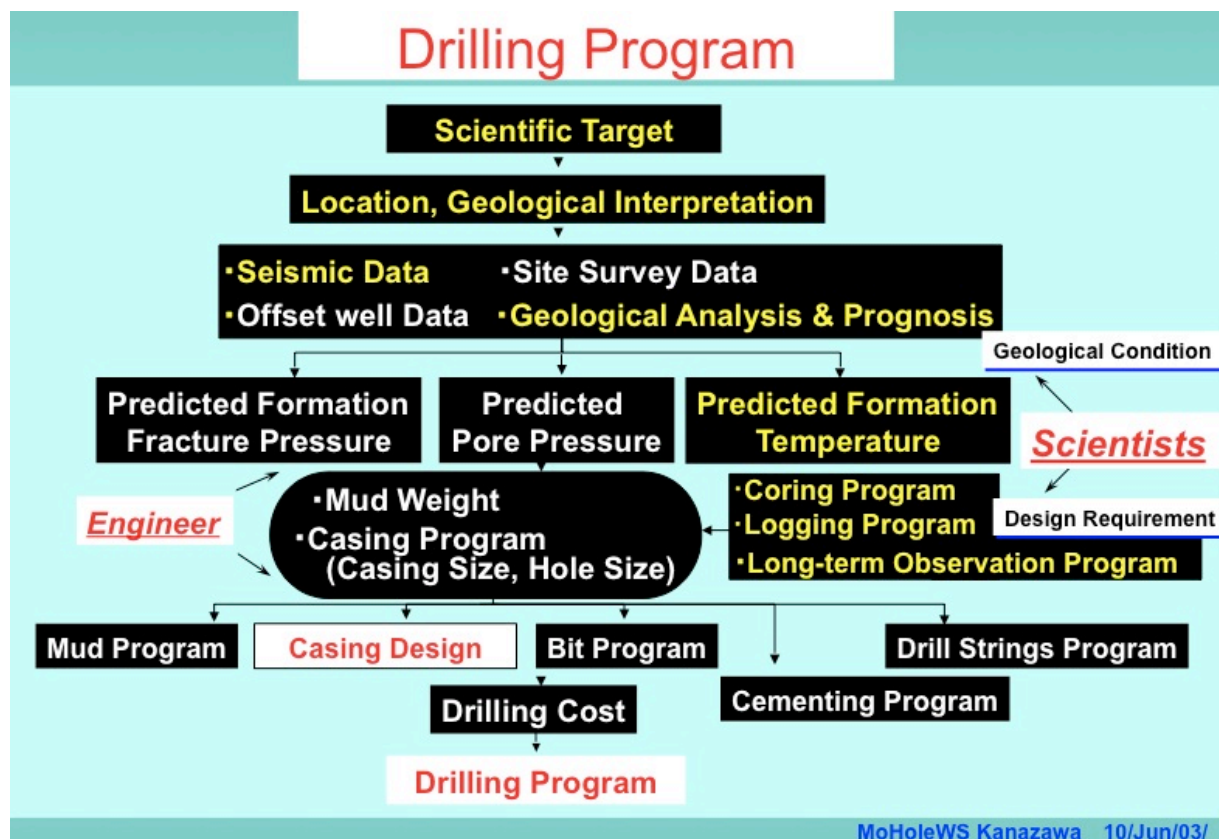 Drilling Program
Scientific Target
Location, Geological Interpretation
・Seismic Data ・Site Survey Data
・Offset well Data ・Geological Analysis & Prognosis
Geological Condition
Predicted Formation
Fracture Pressure
Predicted
Pore Pressure
Predicted Formation
Temperature
Scientists
・Mud Weight
・Casing Program
(Casing Size, Hole Size)
Engineer
・Coring Program
・Logging Program
・Long-term Observation Program
Design Requirement
Mud Program
Casing Design
Bit Program
Drill Strings Program
Cementing Program
Drilling Cost
Drilling Program
MoHoleWS Kanazawa 10/Jun/03/